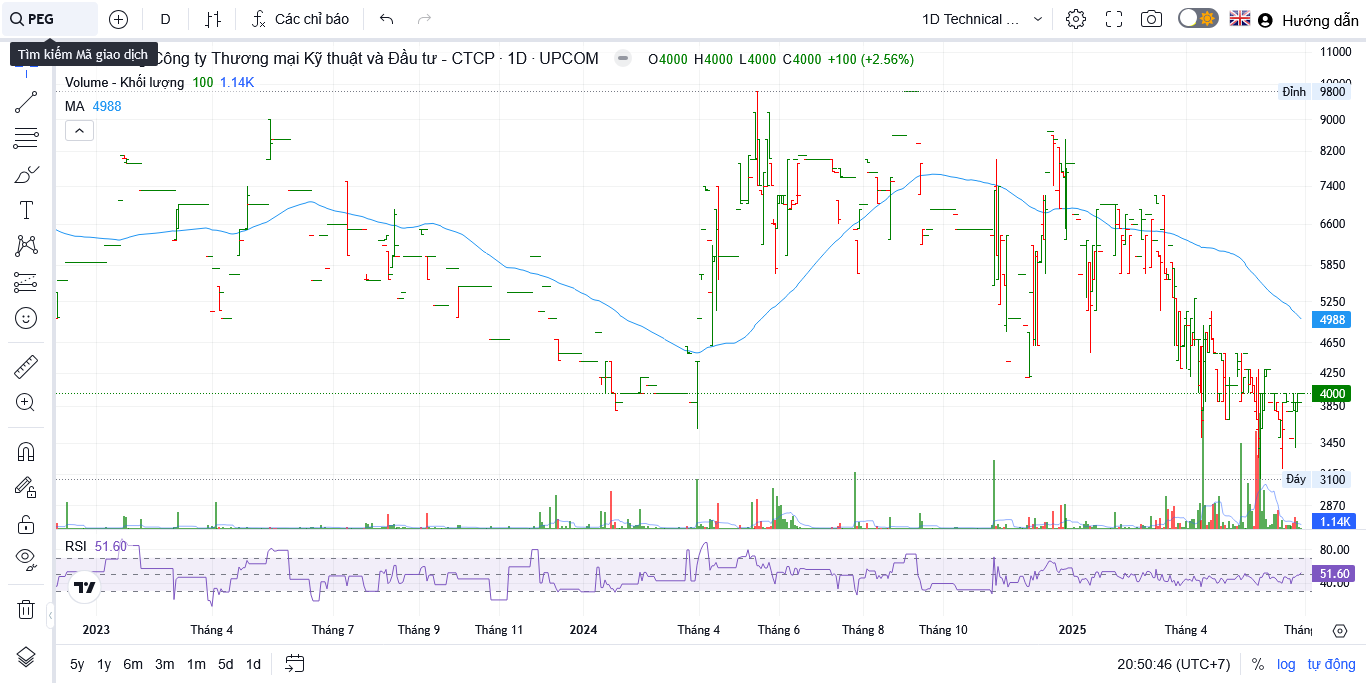 PEG
D
Các chỉ báo
1D Technical ...
Hướng dẫn
Tìm kiếm Mã giao dịch
Công ty Thương mại Kỹ thuật và Đầu tư - CTCP · 1D · UPCOM
O4000 H4000 L4000 C4000 +100 (+2.56%)
Volume - Khối lượng 100 1.14K
MA 4988
11000
10000
Đỉnh 9800
9000
8200
7400
6600
5850
5250
4988
4650
4250
4000
3850
3450
3150
Đáy 3100
2870
1.14K
RSI 51.60
80.00
51.60
40.00
2023 Tháng 4 Tháng 7 Tháng 9 Tháng 11 2024 Tháng 4 Tháng 6 Tháng 8 Tháng 10 2025 Tháng 4 Tháng
5y 1y 6m 3m 1m 5d 1d
20:50:46 (UTC+7) % log tự động